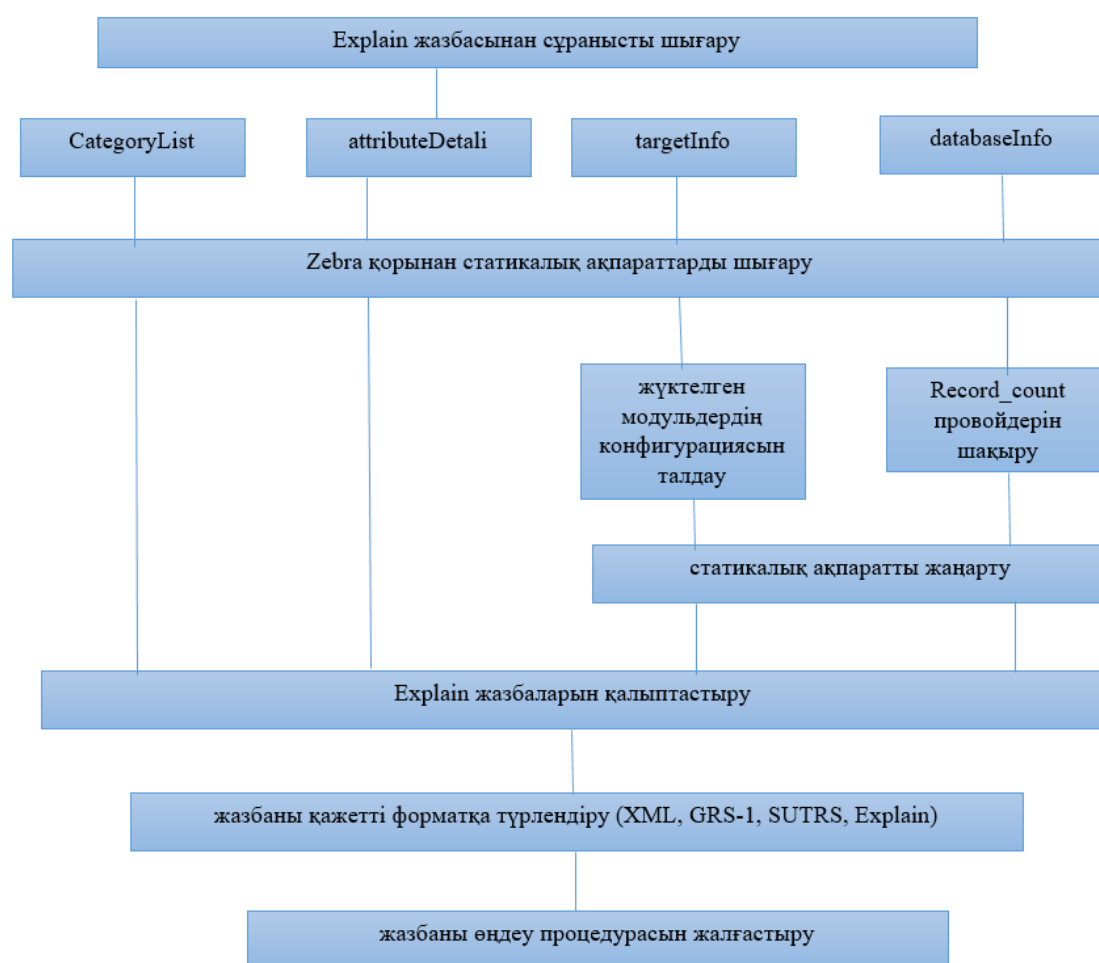 Explain жазбасынан сұранысты шығару
CategoryList
attributeDetali
targetInfo
databaseInfo
Zebra қорынан статикалық ақпараттарды шығару
жүктелген
модульдердің
конфигурациясын
талдау
Record_count
провойдерін
шақыру
статикалық ақпаратты жаңарту
Explain жазбаларын қалыптастыру
жазбаны қажетті форматқа түрлендіру (XML, GRS-1, SUTRS, Explain)
жазбаны өңдеу процедурасын жалғастыру